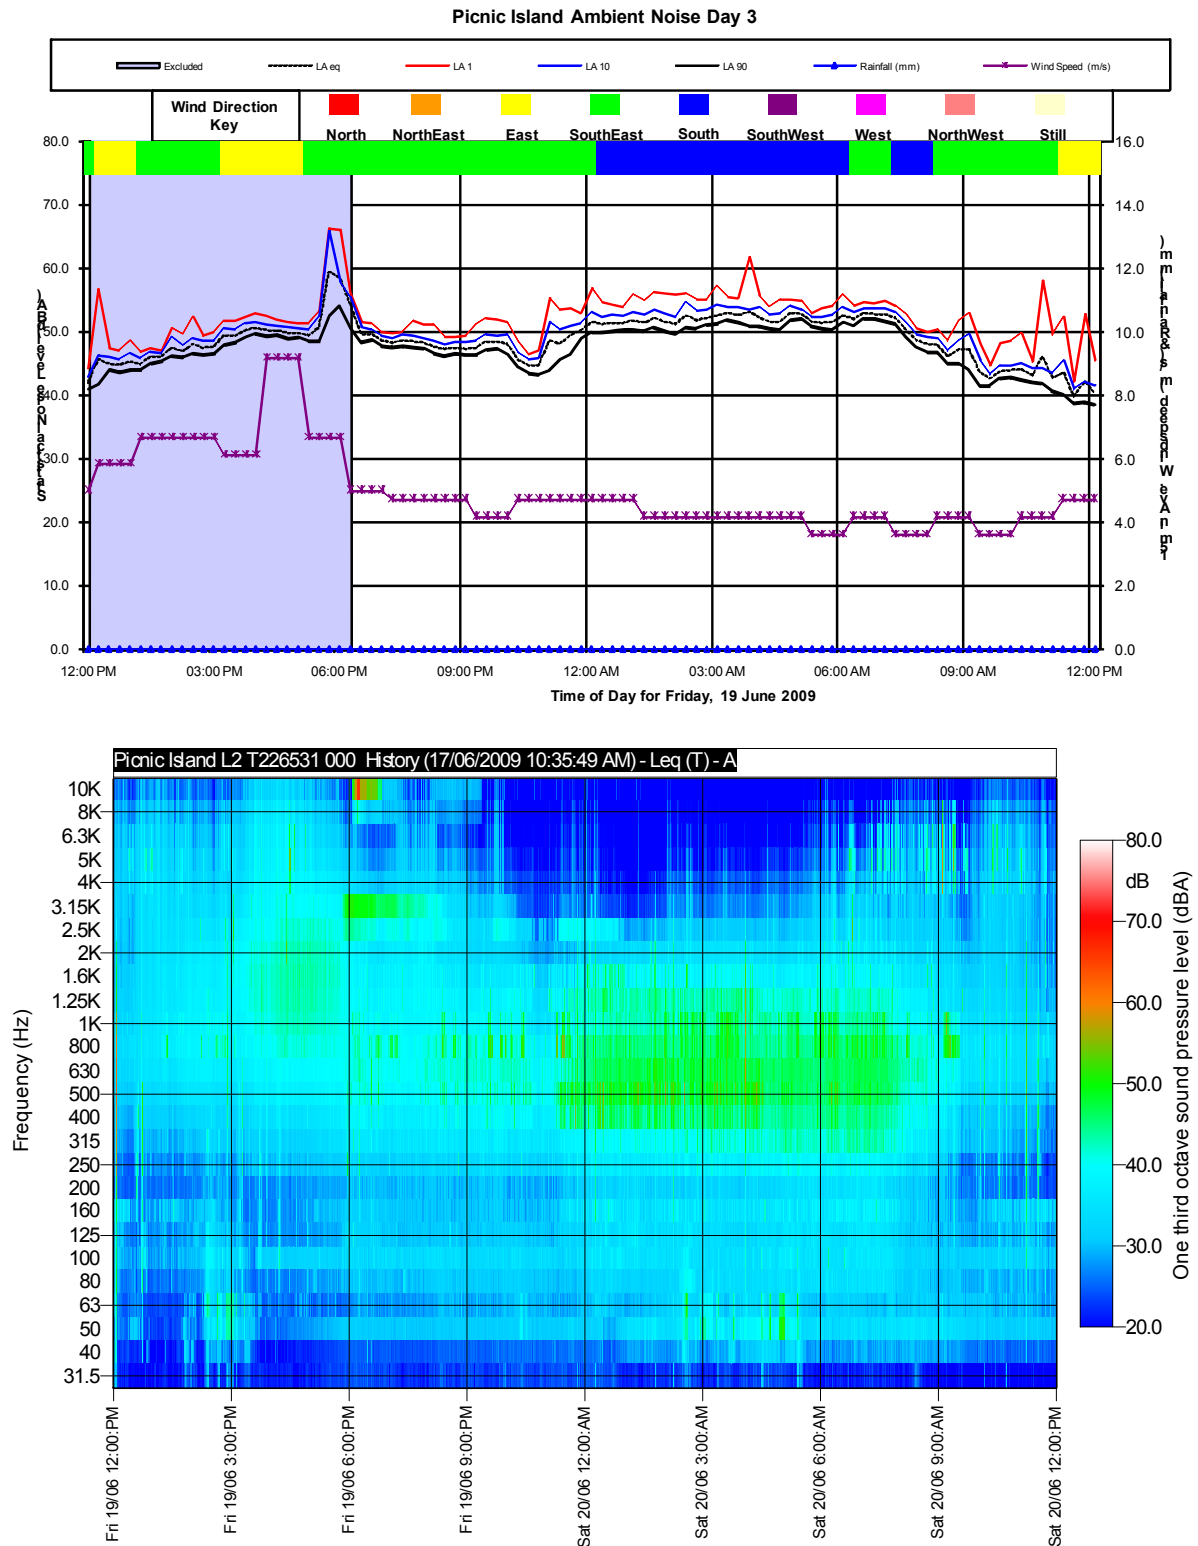 Picnic Island Ambient Noise Day 3
Excluded LA eq LA 1 LA 10 LA 90 Rainfall (mm) Wind Speed (m/s)
Wind Direction
Key
North NorthEast East SouthEast South SouthWest West NorthWest Still
80.0
70.0
60.0
50.0
40.0
30.0
20.0
10.0
0.0
16.0
14.0
12.0
10.0
8.0
6.0
4.0
2.0
0.0
12:00 PM 03:00 PM 06:00 PM 09:00 PM 12:00 AM 03:00 AM 06:00 AM 09:00 AM 12:00 PM
Time of Day for Friday, 19 June 2009
Picnic Island L2 T226531 000 History (17/06/2009 10:35:49 AM) - Leq (T) - A
Frequency (Hz)
10K
8K
6.3K
5K
4K
3.15K
2.5K
2K
1.6K
1.25K
1K
800
630
500
400
315
250
200
160
125
100
80
63
50
40
31.5
Fri 19/06 12:00:PM
Fri 19/06 3:00:PM
Fri 19/06 6:00:PM
Fri 19/06 9:00:PM
Sat 20/06 12:00:AM
Sat 20/06 3:00:AM
Sat 20/06 6:00:AM
Sat 20/06 9:00:AM
Sat 20/06 12:00:PM
80.0
dB
70.0
60.0
50.0
40.0
30.0
20.0
One third octave sound pressure level (dBA)